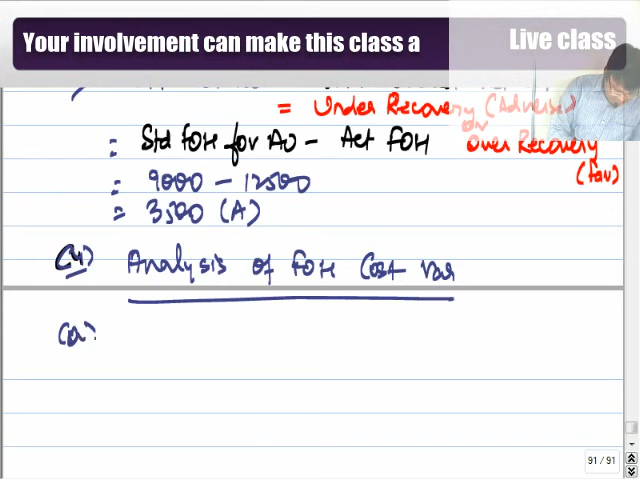 Your involvement can make this class a Live class
= Under Recovery (Adverse)
or
= Std FOH for AO - Act FOH Over Recovery (fav)
= 9000 - 12500
= 3500 (A)
(4) Analysis of FOH Cost Var
(a)
91 / 91